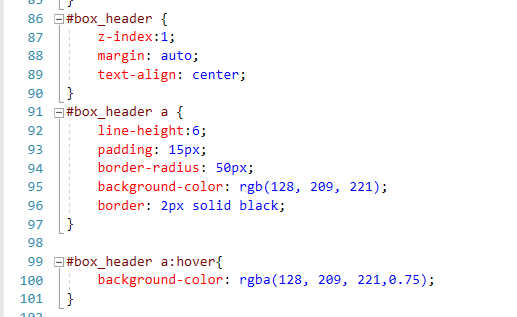 85 }
86 #box_header {
87 z-index:1;
88 margin: auto;
89 text-align: center;
90 }
91 #box_header a {
92 line-height:6;
93 padding: 15px;
94 border-radius: 50px;
95 background-color: rgb(128, 209, 221);
96 border: 2px solid black;
97 }
98
99 #box_header a:hover{
100 background-color: rgba(128, 209, 221,0.75);
101 }
102